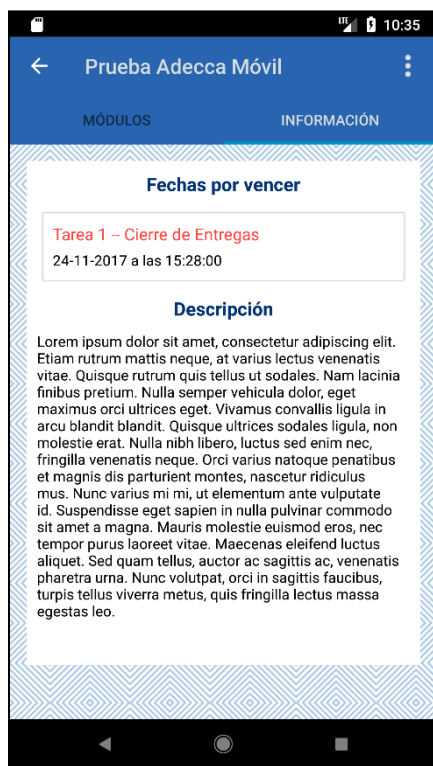 LTE 10:35
Prueba Adecca Móvil
MÓDULOS INFORMACIÓN
Fechas por vencer
Tarea 1 -- Cierre de Entregas
24-11-2017 a las 15:28:00
Descripción
Lorem ipsum dolor sit amet, consectetur adipiscing elit.
Etiam rutrum mattis neque, at varius lectus venenatis
vitae. Quisque rutrum quis tellus ut sodales. Nam lacinia
finibus pretium. Nulla semper vehicula dolor, eget
maximus orci ultrices eget. Vivamus convallis ligula in
arcu blandit blandit. Quisque ultrices sodales ligula, non
molestie erat. Nulla nibh libero, luctus sed enim nec,
fringilla venenatis neque. Orci varius natoque penatibus
et magnis dis parturient montes, nascetur ridiculus
mus. Nunc varius mi mi, ut elementum ante vulputate
id. Suspendisse eget sapien in nulla pulvinar commodo
sit amet a magna. Mauris molestie euismod eros, nec
tempor purus laoreet vitae. Maecenas eleifend luctus
aliquet. Sed quam tellus, auctor ac sagittis ac, venenatis
pharetra urna. Nunc volutpat, orci in sagittis faucibus,
turpis tellus viverra metus, quis fringilla lectus massa
egestas leo.